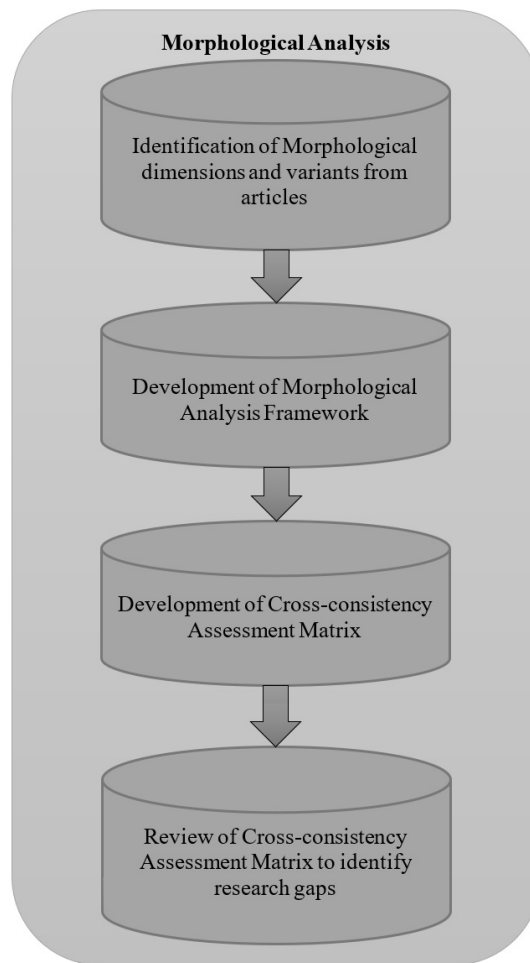 Morphological Analysis
Identification of Morphological
dimensions and variants from
articles
Development of Morphological
Analysis Framework
Development of Cross-consistency
Assessment Matrix
Review of Cross-consistency
Assessment Matrix to identify
research gaps